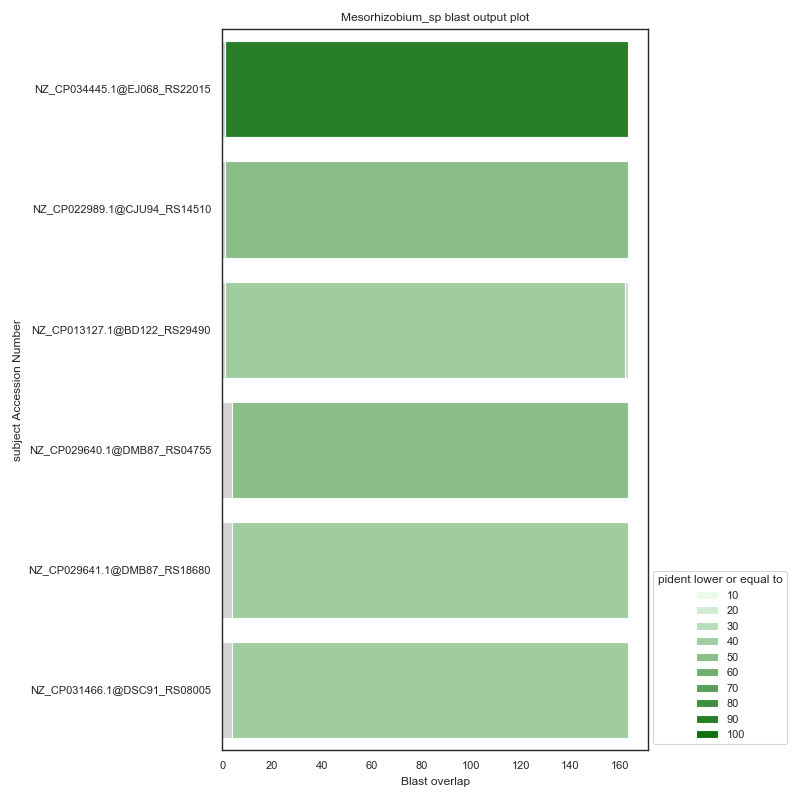 Mesorhizobium_sp blast output plot
NZ_CP034445.1@EJ068_RS22015
NZ_CP022989.1@CJU94_RS14510
NZ_CP013127.1@BD122_RS29490
NZ_CP029640.1@DMB87_RS04755
NZ_CP029641.1@DMB87_RS18680
NZ_CP031466.1@DSC91_RS08005
subject Accession Number
0 20 40 60 80 100 120 140 160
Blast overlap
pident lower or equal to
10
20
30
40
50
60
70
80
90
100